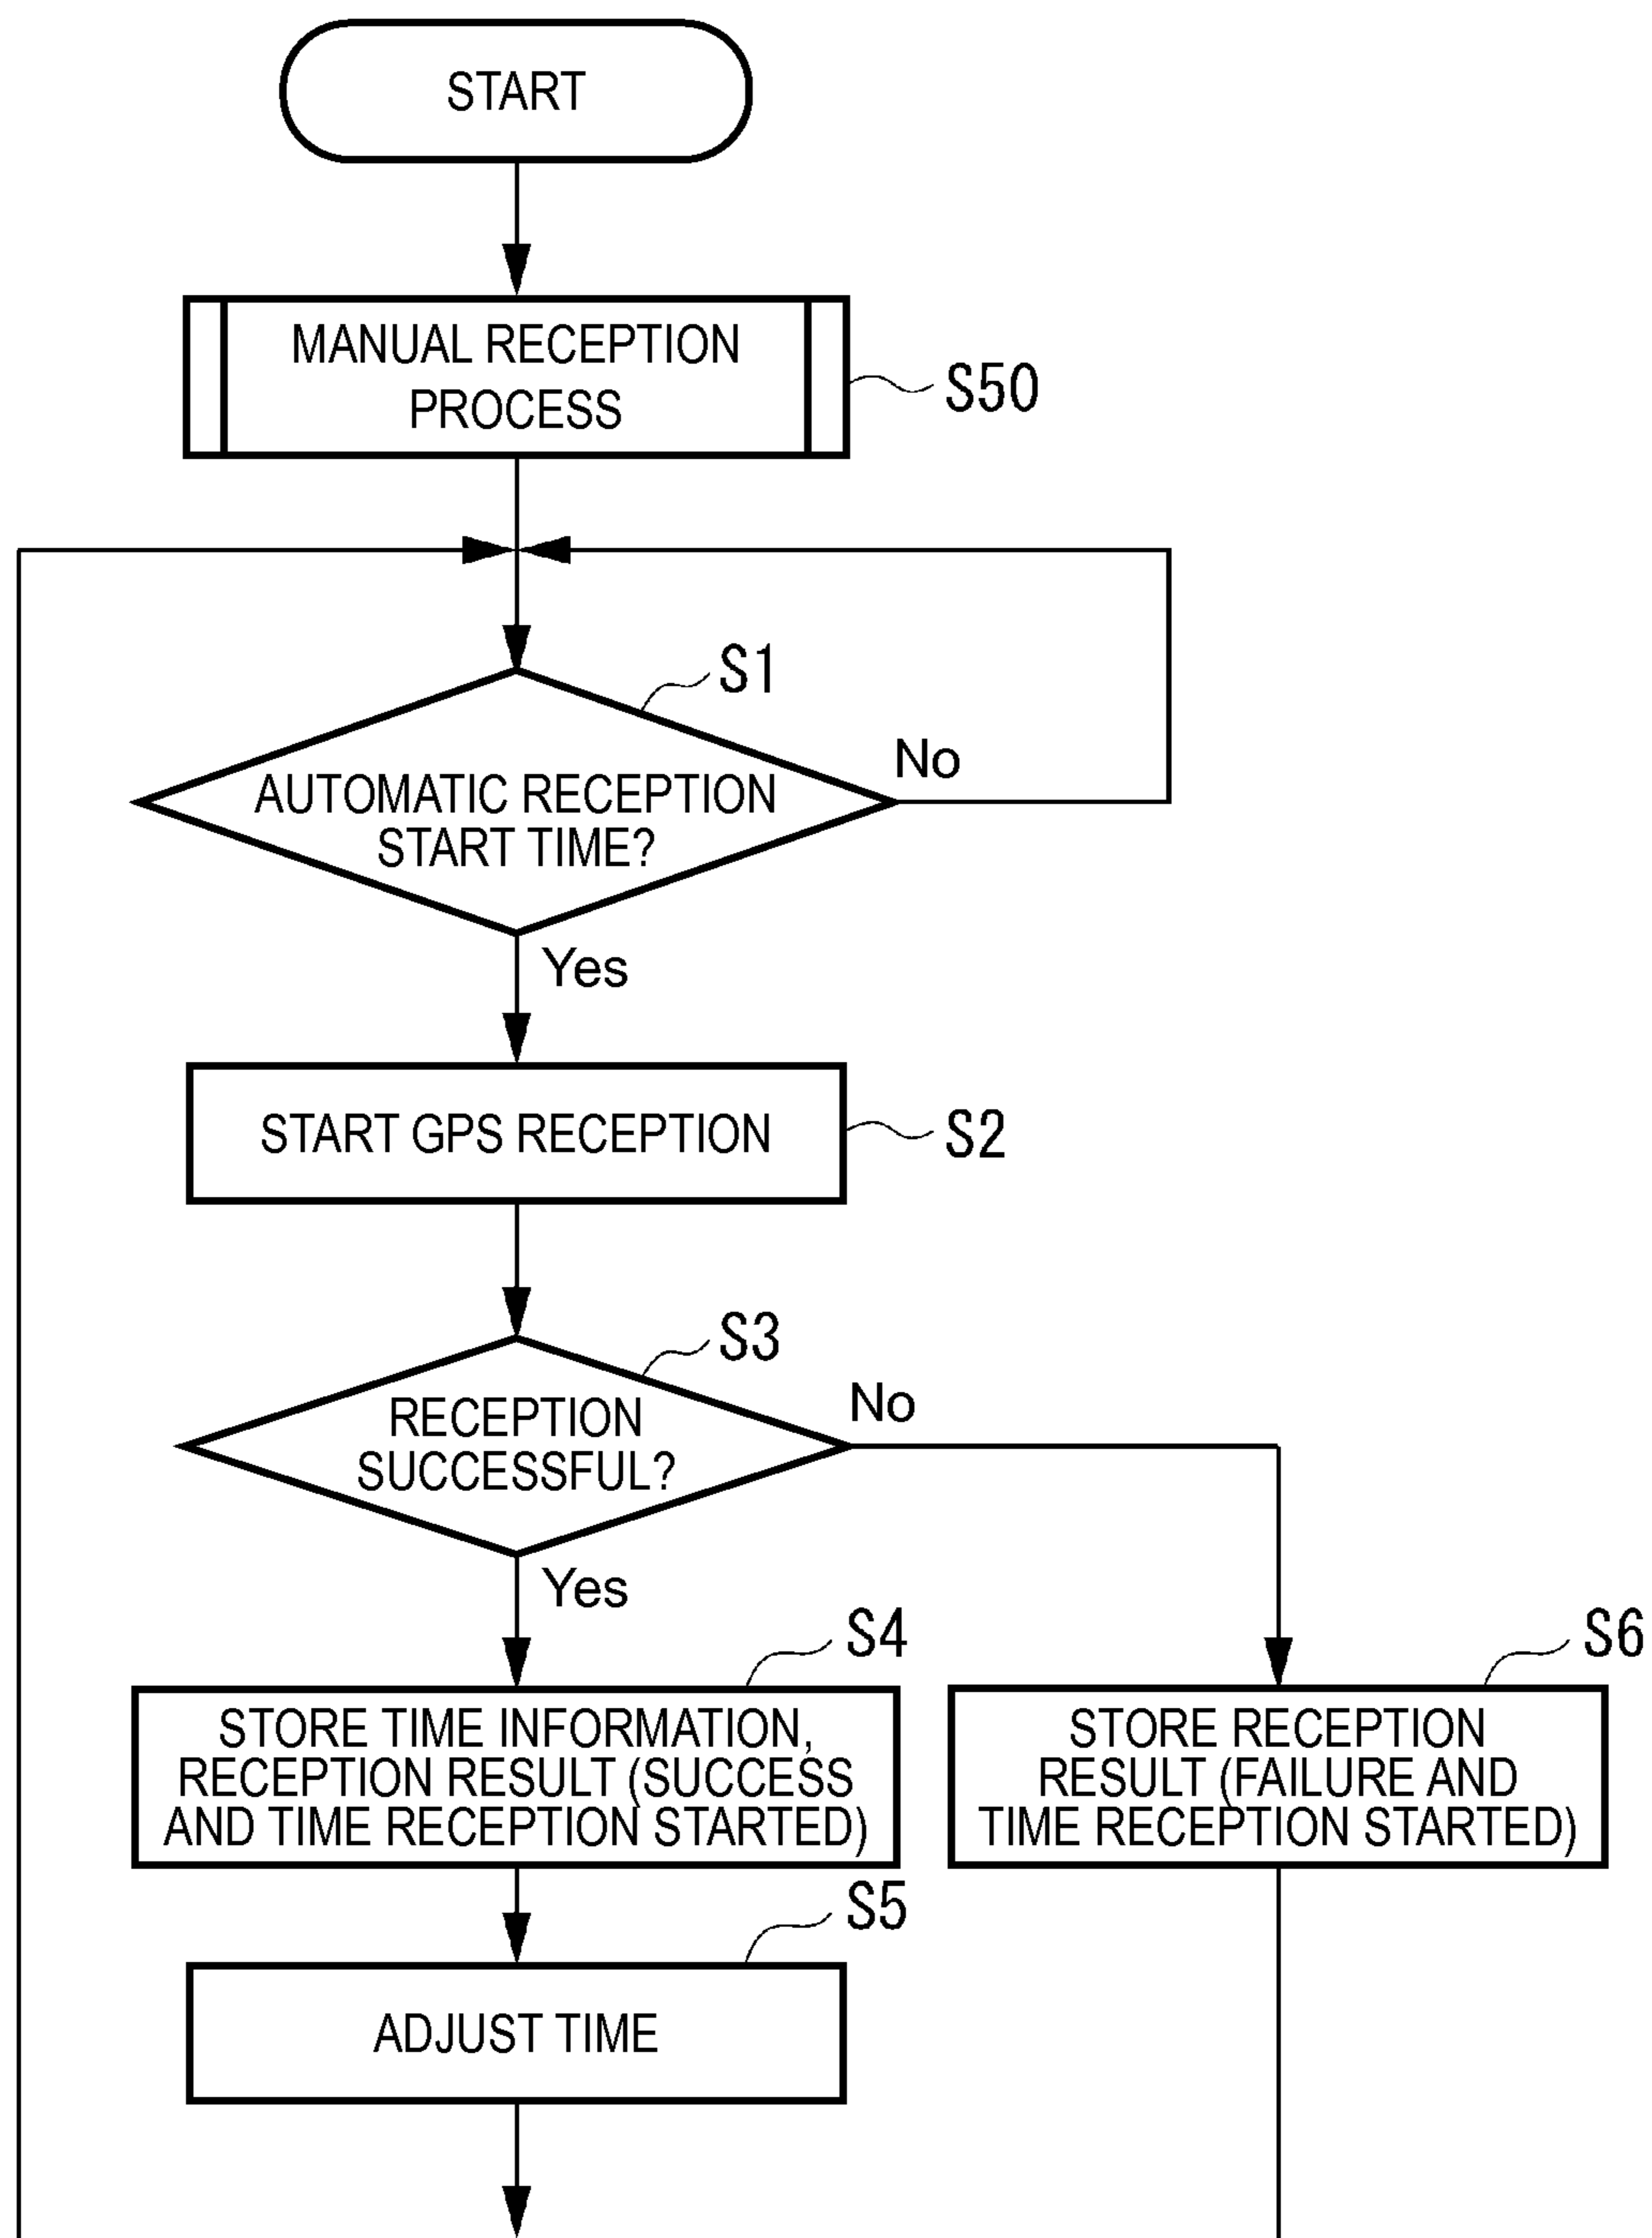 START
MANUAL RECEPTION
PROCESS
S50
S1
AUTOMATIC RECEPTION
START TIME?
No
Yes
START GPS RECEPTION
S2
S3
RECEPTION
SUCCESSFUL?
No
Yes
S4
STORE TIME INFORMATION,
RECEPTION RESULT (SUCCESS
AND TIME RECEPTION STARTED)
S6
STORE RECEPTION
RESULT (FAILURE AND
TIME RECEPTION STARTED)
S5
ADJUST TIME